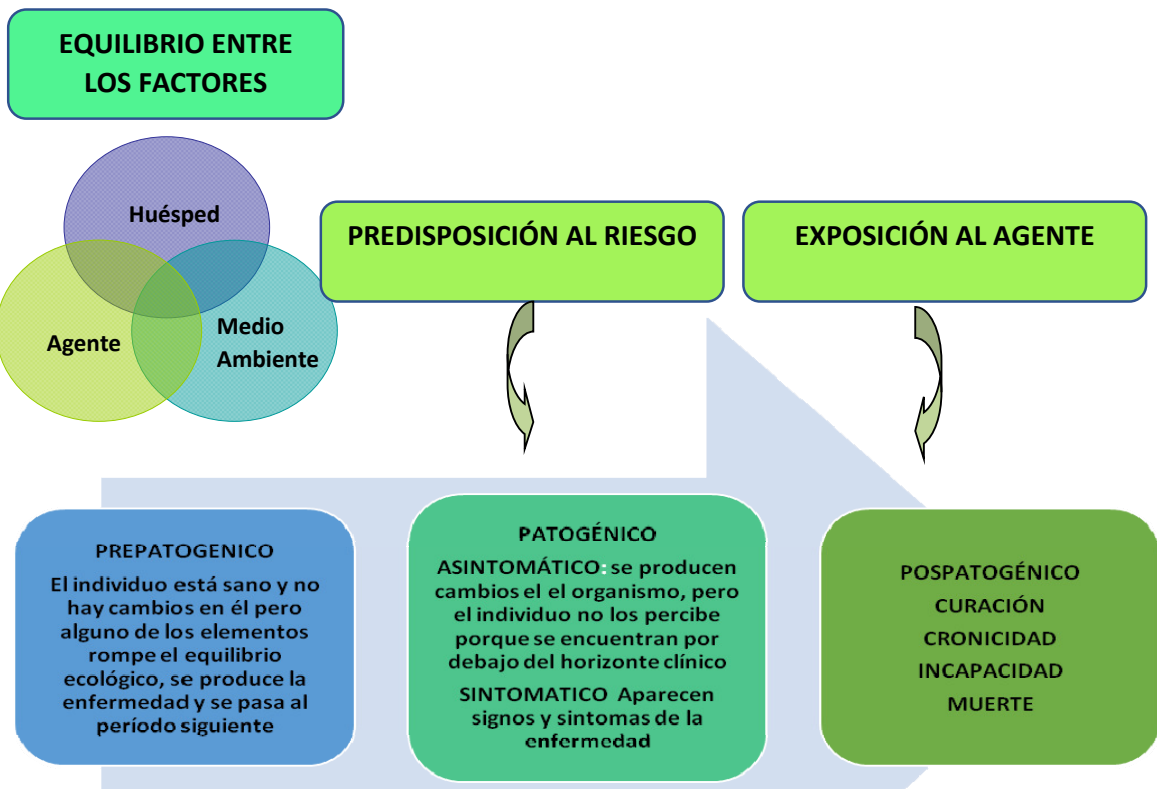 EQUILIBRIO ENTRE
LOS FACTORES
Huésped
Agente
Medio
Ambiente
PREDISPOSICIÓN AL RIESGO
EXPOSICIÓN AL AGENTE
PREPATOGENICO
El individuo está sano y no
hay cambios en él pero
alguno de los elementos
rompe el equilibrio
ecológico, se produce la
enfermedad y se pasa al
período siguiente
PATOGÉNICO
ASINTOMÁTICO: se producen
cambios el el organismo, pero
el individuo no los percibe
porque se encuentran por
debajo del horizonte clínico
SINTOMATICO Aparecen
signos y sintomas de la
enfermedad
POSPATOGÉNICO
CURACIÓN
CRONICIDAD
INCAPACIDAD
MUERTE